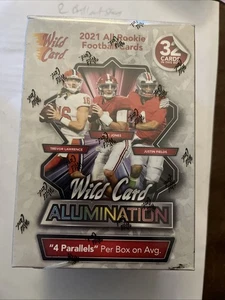 Wild Card
2021 All Rookie
Football Cards
32
CARDS
TREVOR LAWRENCE
JONES
JUSTIN FIELDS
Wild Card
ALUMINATION
"4 Parallels" Per Box on Avg.